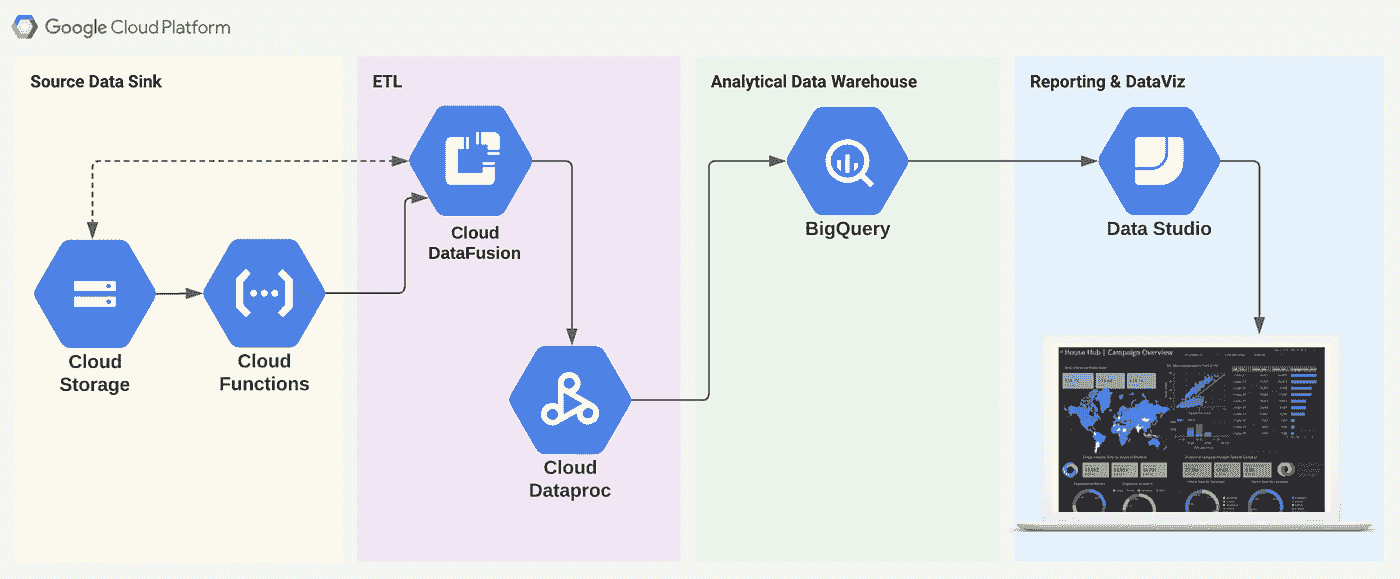 Google Cloud Platform
Source Data Sink
ETL
Analytical Data Warehouse
Reporting & DataViz
Cloud
DataFusion
BigQuery
Data Studio
Cloud
Storage
Cloud
Functions
Cloud
Dataproc
House Hub | Campaign Overview